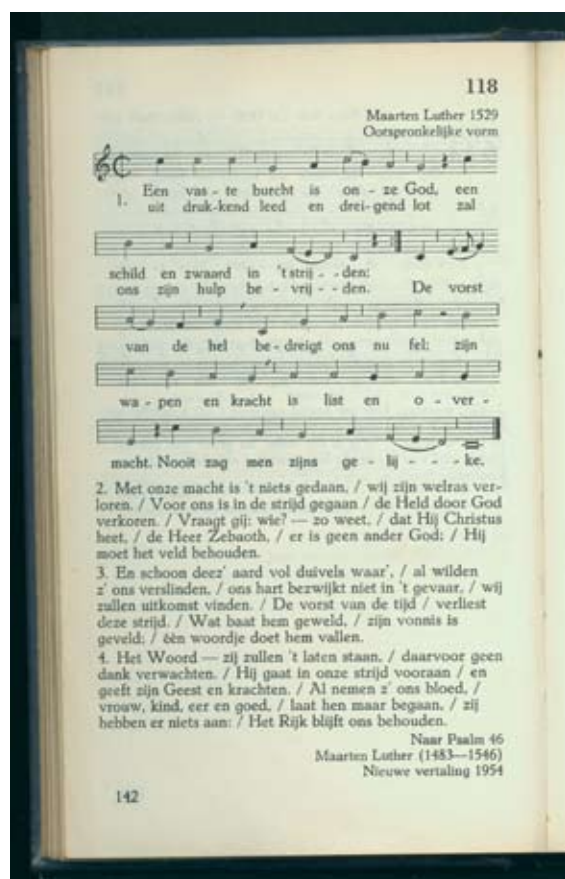 118
Maarten Luther 1529
Ootspronkelijke vorm
1. Een vas - te burcht is on - ze God, een
uit druk-kend leed en drei-gend lot zal
schild en zwaard in 't strij - - den;
ons zijn hulp be - vrij - - den. De vorst
van de hel be - dreigt ons nu fel; zijn
wa - pen en kracht is list en o - ver -
macht. Nooit zag men zijns ge - lij - - - ke.
2. Met onze macht is 't niets gedaan, / wij zijn welras ver-
loren. / Voor ons is in de strijd gegaan / de Held door God
verkoren. / Vraagt gij: wie? — zo weet, / dat Hij Christus
heet, / de Heer Zebaoth, / er is geen ander God; / Hij
moet het veld behouden.
3. En schoon deez' aard vol duivels waar', / al wilden
z' ons verslinden, / ons hart bezwijkt niet in 't gevaar, / wij
zullen uitkomst vinden. / De vorst van de tijd / verliest
deze strijd. / Wat baat hem geweld, / zijn vonnis is
geveld; / één woordje doet hem vallen.
4. Het Woord — zij zullen 't laten staan, / daarvoor geen
dank verwachten. / Hij gaat in onze strijd vooraan / en
geeft zijn Geest en krachten. / Al nemen z' ons bloed, /
vrouw, kind, eer en goed, / laat hen maar begaan, / zij
hebben er niets aan: / Het Rijk blijft ons behouden.
Naar Psalm 46
Maarten Luther (1483—1546)
Nieuwe vertaling 1954
142